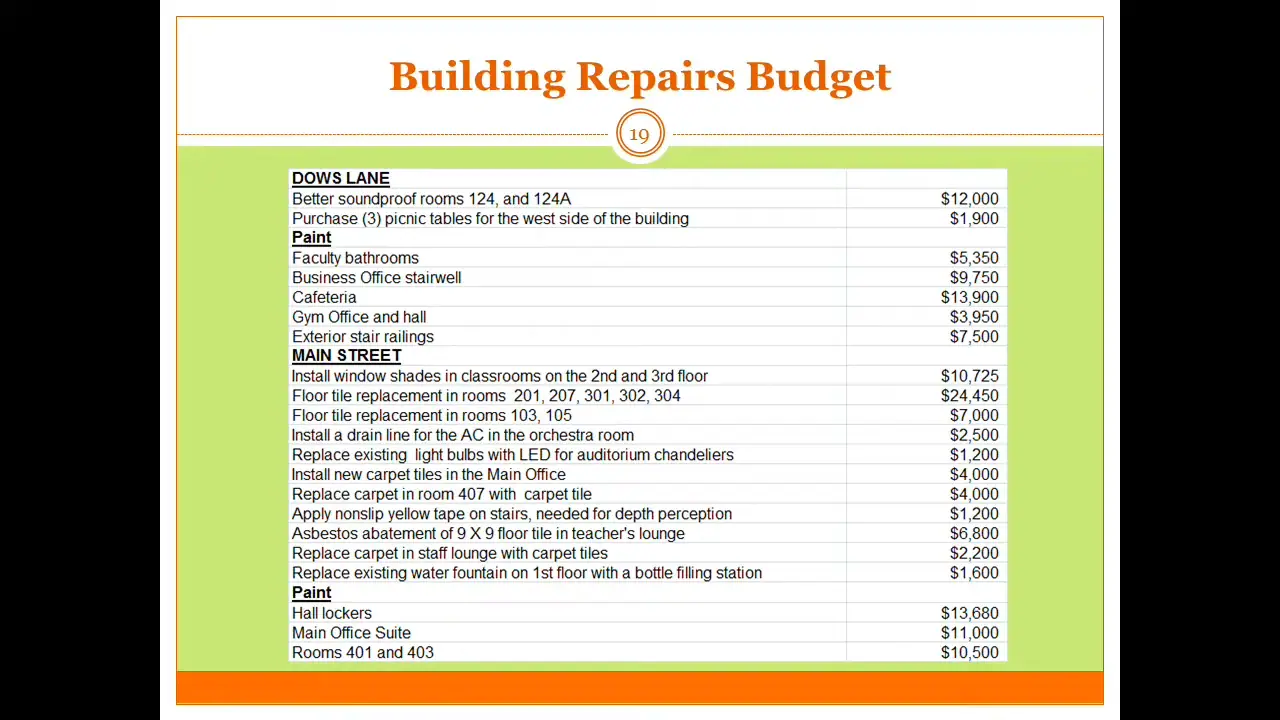 Building Repairs Budget
19
DOWS LANE
Better soundproof rooms 124, and 124A $12,000
Purchase (3) picnic tables for the west side of the building $1,900
Paint
Faculty bathrooms $5,350
Business Office stairwell $9,750
Cafeteria $13,900
Gym Office and hall $3,950
Exterior stair railings $7,500
MAIN STREET
Install window shades in classrooms on the 2nd and 3rd floor $10,725
Floor tile replacement in rooms 201, 207, 301, 302, 304 $24,450
Floor tile replacement in rooms 103, 105 $7,000
Install a drain line for the AC in the orchestra room $2,500
Replace existing light bulbs with LED for auditorium chandeliers $1,200
Install new carpet tiles in the Main Office $4,000
Replace carpet in room 407 with carpet tile $4,000
Apply nonslip yellow tape on stairs, needed for depth perception $1,200
Asbestos abatement of 9 X 9 floor tile in teacher's lounge $6,800
Replace carpet in staff lounge with carpet tiles $2,200
Replace existing water fountain on 1st floor with a bottle filling station $1,600
Paint
Hall lockers $13,680
Main Office Suite $11,000
Rooms 401 and 403 $10,500